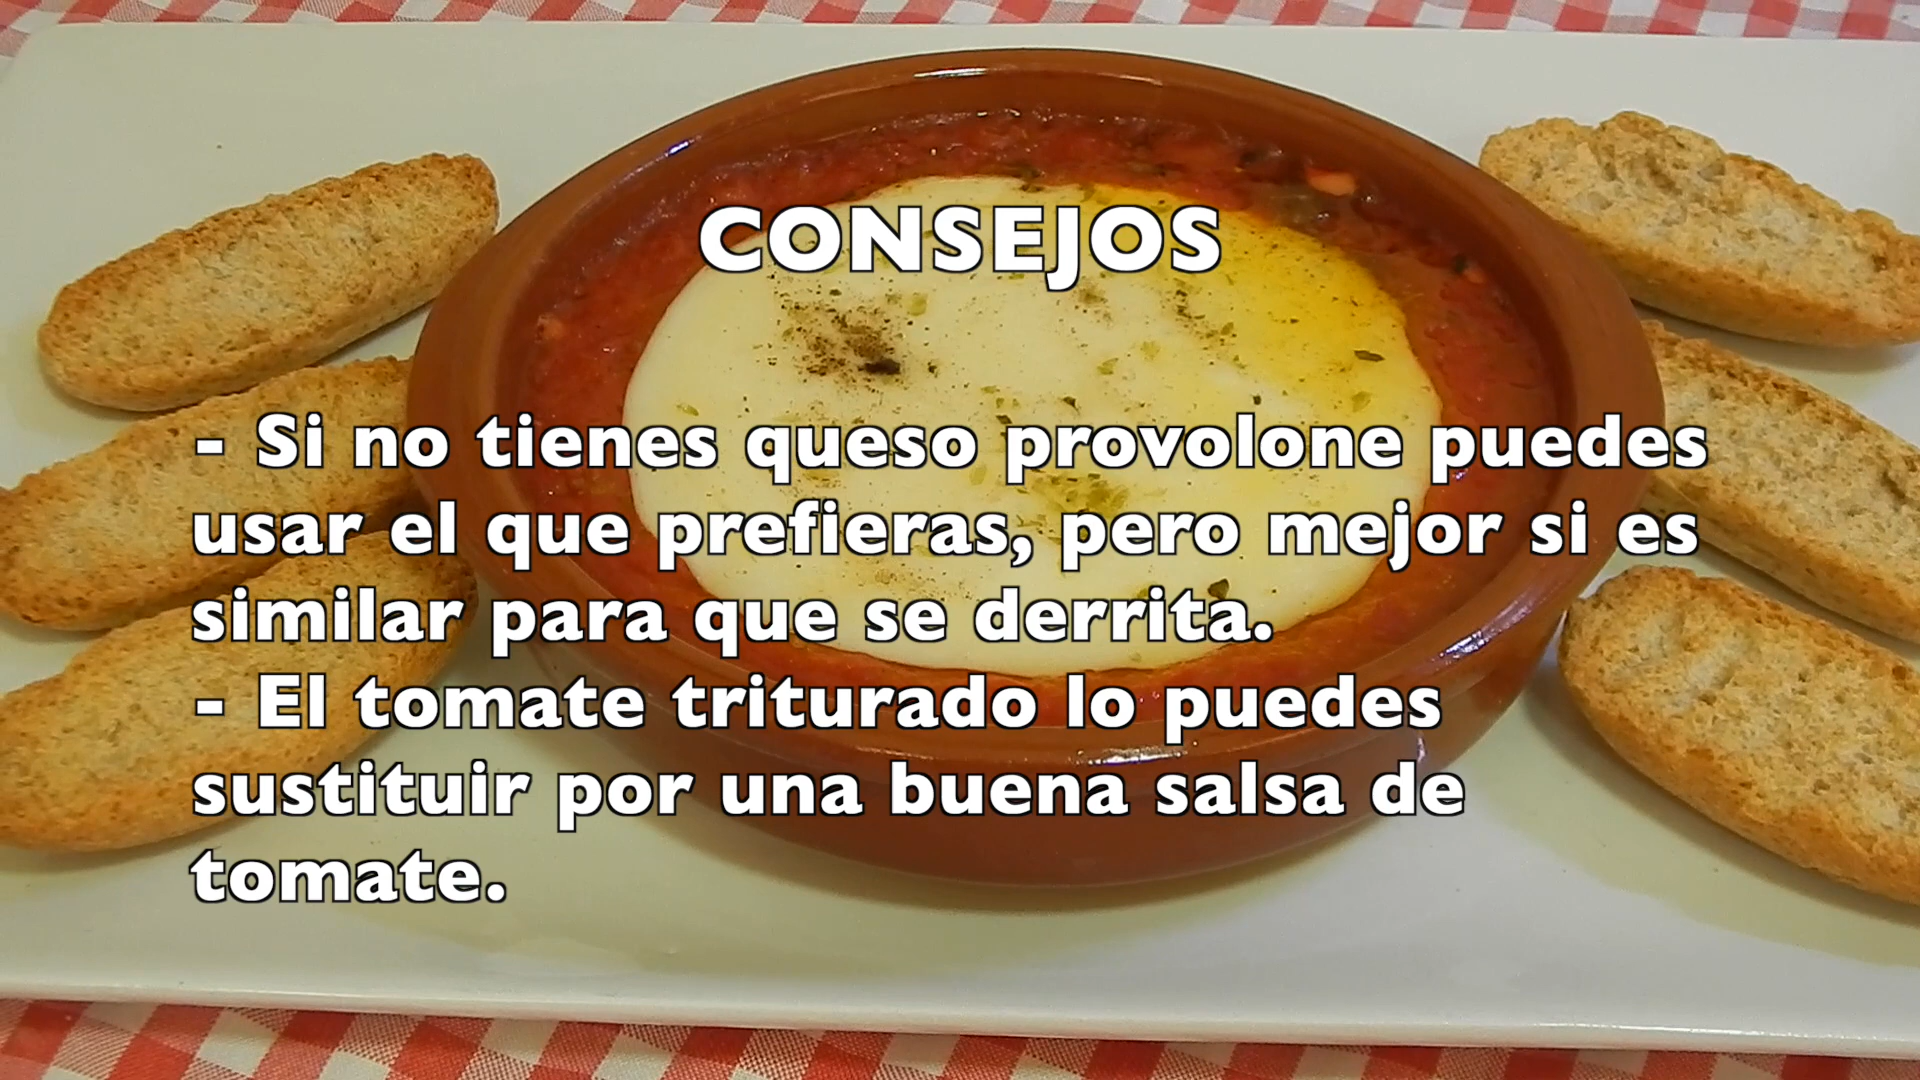 CONSEJOS
- Si no tienes queso provolone puedes
usar el que prefieras, pero mejor si es
similar para que se derrita.
- El tomate triturado lo puedes
sustituir por una buena salsa de
tomate.